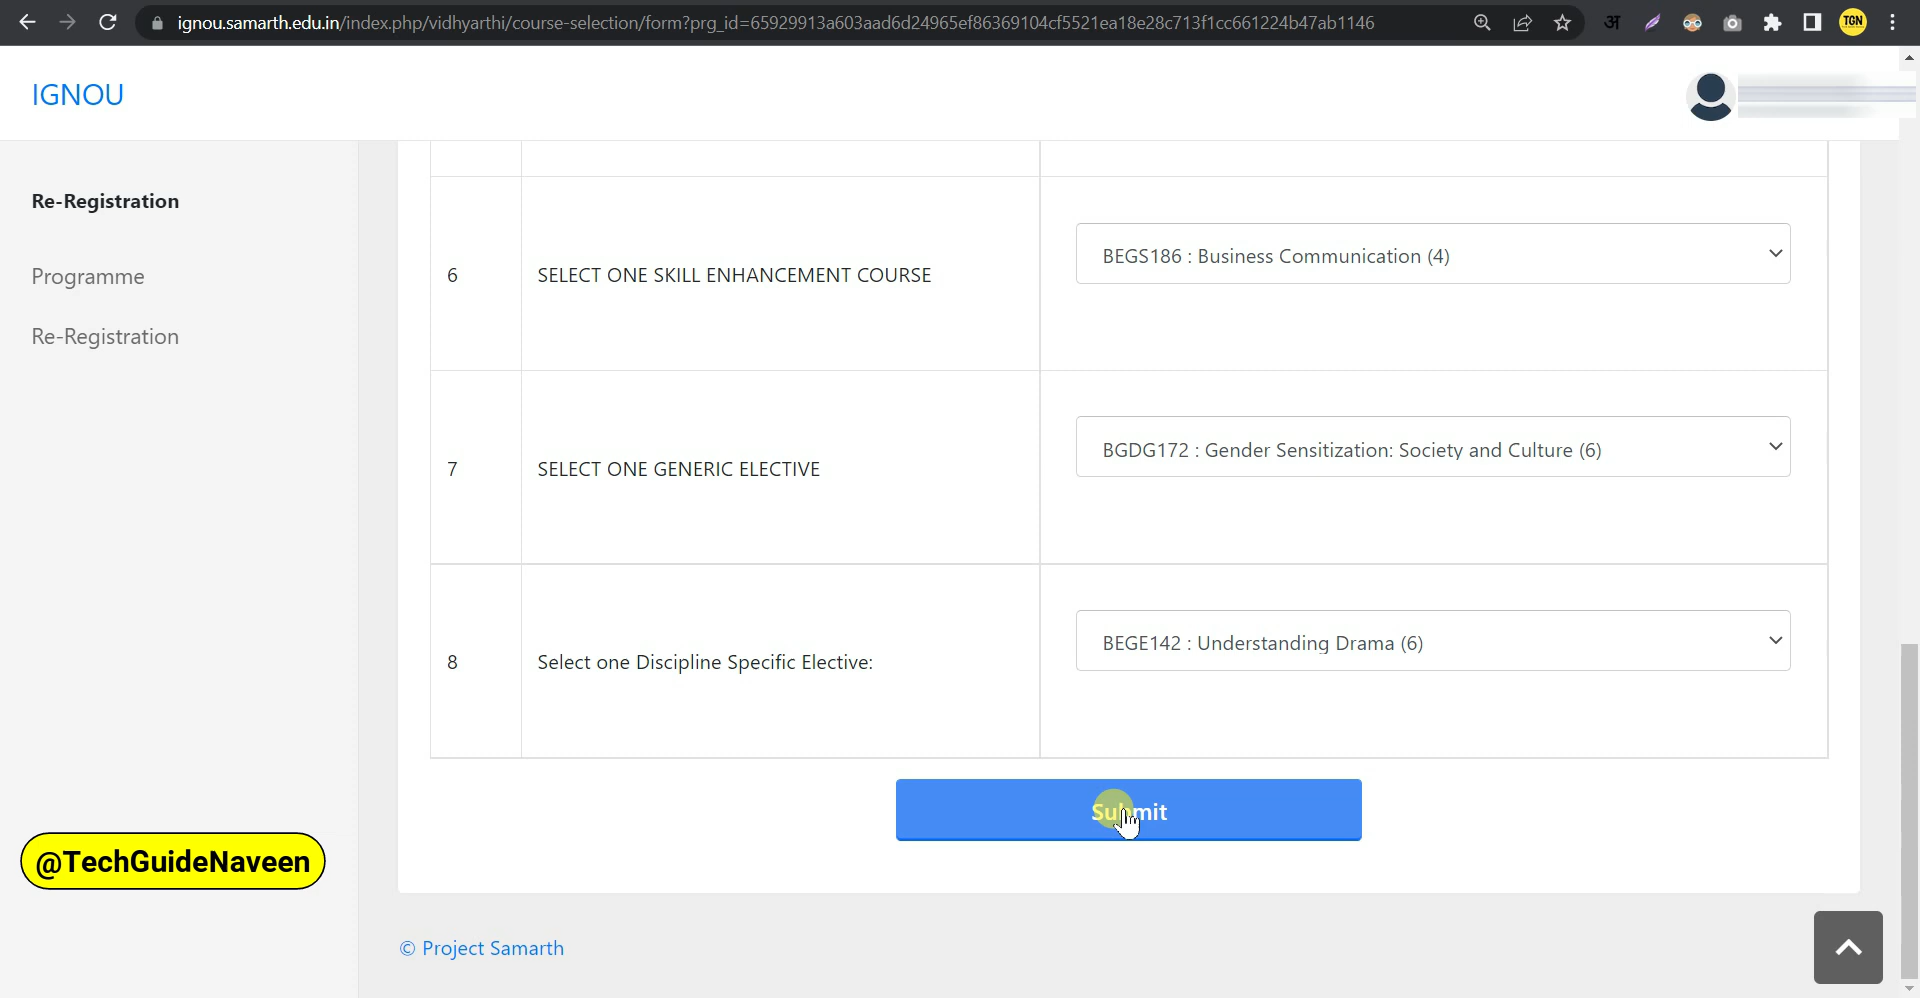 ignou.samarth.edu.in/index.php/vidhyarthi/course-selection/form?prg_id=65929913a603aad6d24965ef86369104cf5521ea18e28c713f1cc661224b47ab1146
अ
TGN
IGNOU
Re-Registration
Programme
Re-Registration
6 SELECT ONE SKILL ENHANCEMENT COURSE BEGS186 : Business Communication (4)
7 SELECT ONE GENERIC ELECTIVE BGDG172 : Gender Sensitization: Society and Culture (6)
8 Select one Discipline Specific Elective: BEGE142 : Understanding Drama (6)
Submit
@TechGuideNaveen
© Project Samarth